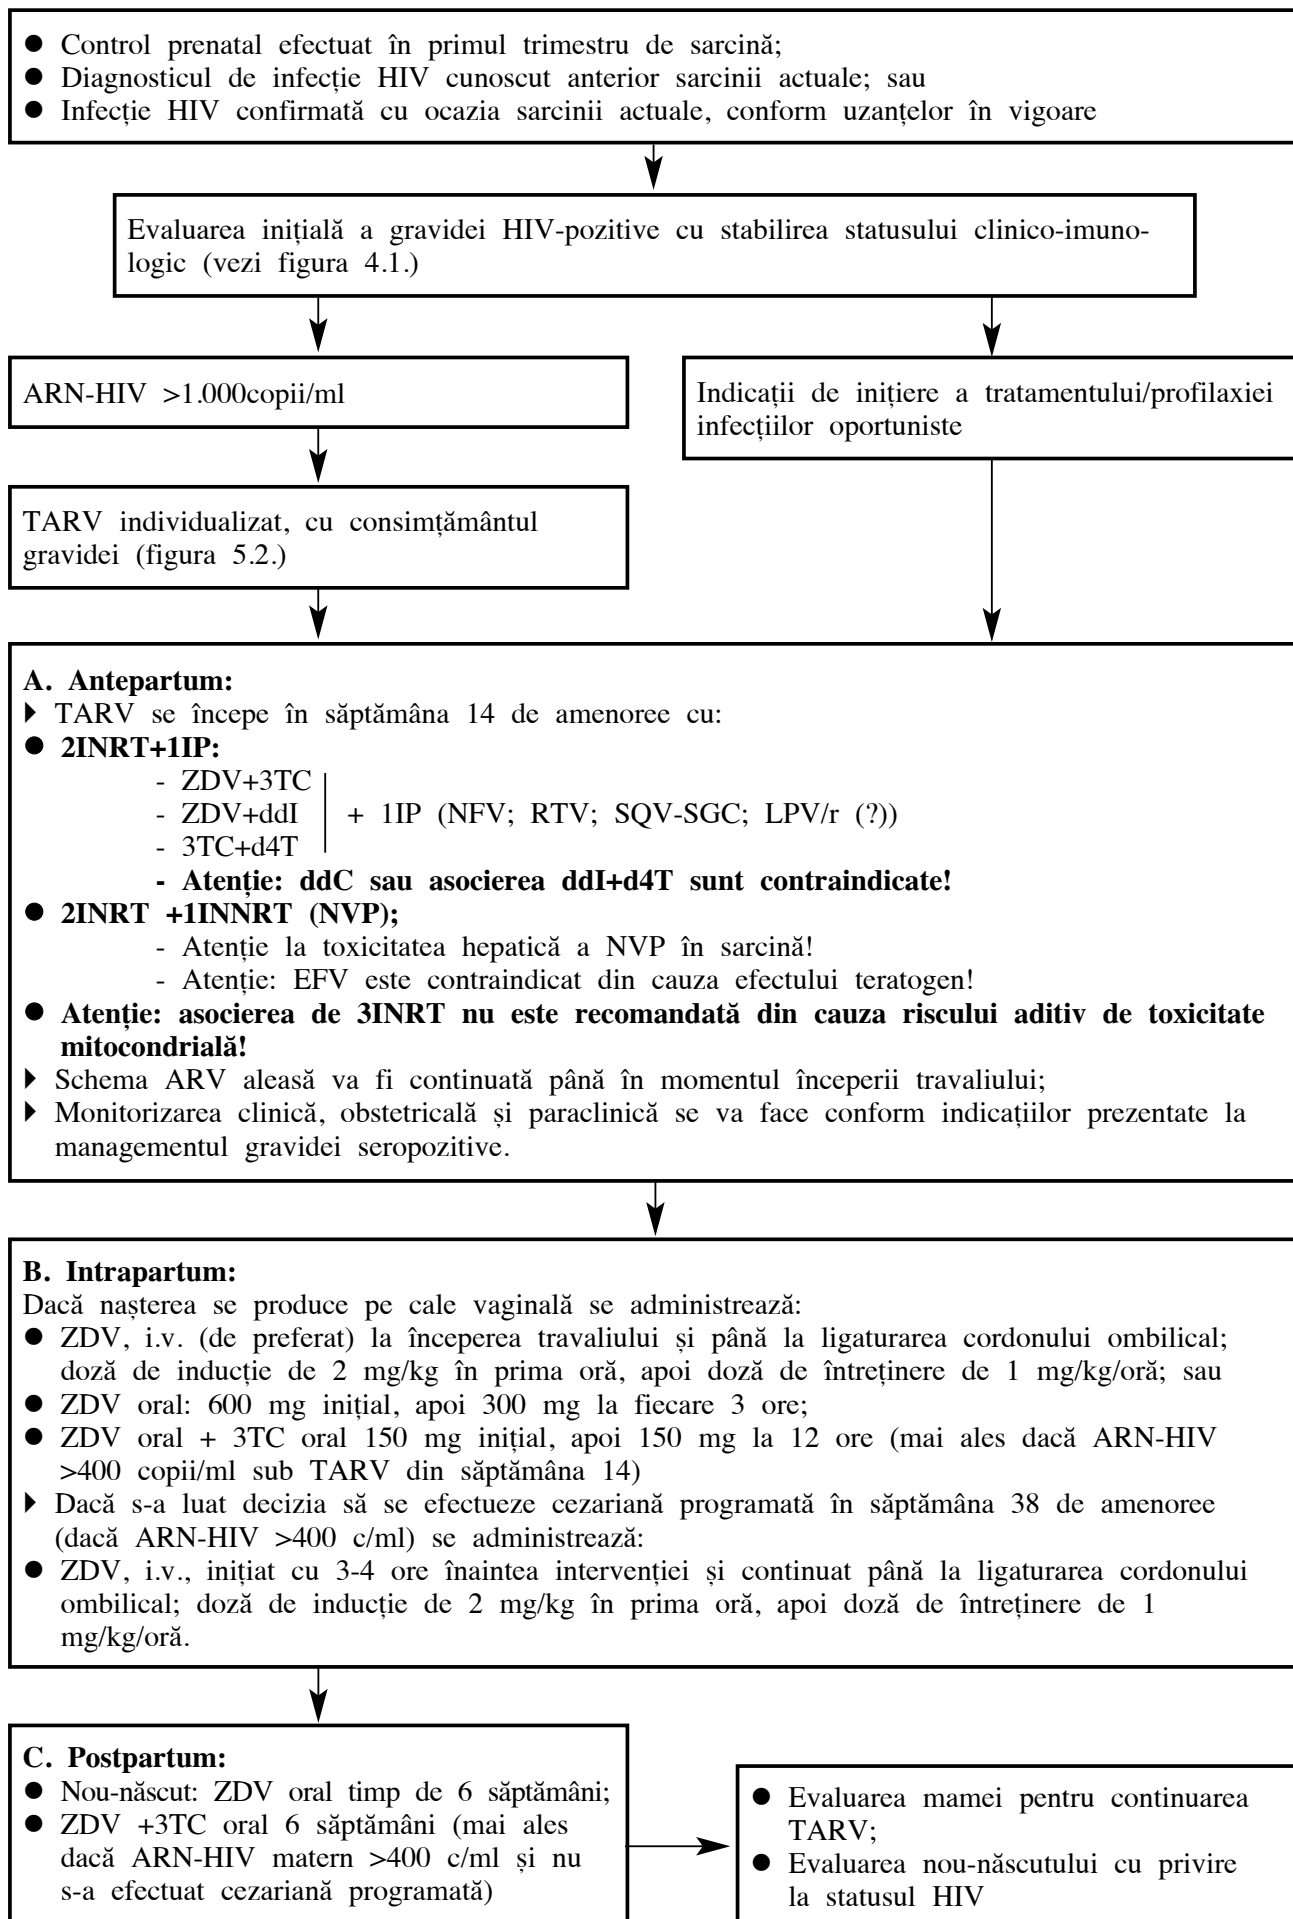 ● Control prenatal efectuat în primul trimestru de sarcină;
● Diagnosticul de infecție HIV cunoscut anterior sarcinii actuale; sau
● Infecție HIV confirmată cu ocazia sarcinii actuale, conform uzanțelor în vigoare
Evaluarea inițială a gravidei HIV-pozitive cu stabilirea statusului clinico-imuno-
logic (vezi figura 4.1.)
ARN-HIV >1.000copii/ml
Indicații de inițiere a tratamentului/profilaxiei
infecțiilor oportuniste
TARV individualizat, cu consimțământul
gravidei (figura 5.2.)
A. Antepartum:
▶ TARV se începe în săptămâna 14 de amenoree cu:
● 2INRT+1IP:
- ZDV+3TC
- ZDV+ddI + 1IP (NFV; RTV; SQV-SGC; LPV/r (?))
- 3TC+d4T
- Atenție: ddC sau asocierea ddI+d4T sunt contraindicate!
● 2INRT +1INNRT (NVP);
- Atenție la toxicitatea hepatică a NVP în sarcină!
- Atenție: EFV este contraindicat din cauza efectului teratogen!
● Atenție: asocierea de 3INRT nu este recomandată din cauza riscului aditiv de toxicitate
mitocondrială!
▶ Schema ARV aleasă va fi continuată până în momentul începerii travaliului;
▶ Monitorizarea clinică, obstetricală și paraclinică se va face conform indicațiilor prezentate la
managementul gravidei seropozitive.
B. Intrapartum:
Dacă nașterea se produce pe cale vaginală se administrează:
● ZDV, i.v. (de preferat) la începerea travaliului și până la ligaturarea cordonului ombilical;
doză de inducție de 2 mg/kg în prima oră, apoi doză de întreținere de 1 mg/kg/oră; sau
● ZDV oral: 600 mg inițial, apoi 300 mg la fiecare 3 ore;
● ZDV oral + 3TC oral 150 mg inițial, apoi 150 mg la 12 ore (mai ales dacă ARN-HIV
>400 copii/ml sub TARV din săptămâna 14)
▶ Dacă s-a luat decizia să se efectueze cezariană programată în săptămâna 38 de amenoree
(dacă ARN-HIV >400 c/ml) se administrează:
● ZDV, i.v., inițiat cu 3-4 ore înaintea intervenției și continuat până la ligaturarea cordonului
ombilical; doză de inducție de 2 mg/kg în prima oră, apoi doză de întreținere de 1
mg/kg/oră.
C. Postpartum:
● Nou-născut: ZDV oral timp de 6 săptămâni;
● ZDV +3TC oral 6 săptămâni (mai ales
dacă ARN-HIV matern >400 c/ml și nu
s-a efectuat cezariană programată)
● Evaluarea mamei pentru continuarea
TARV;
● Evaluarea nou-născutului cu privire
la statusul HIV